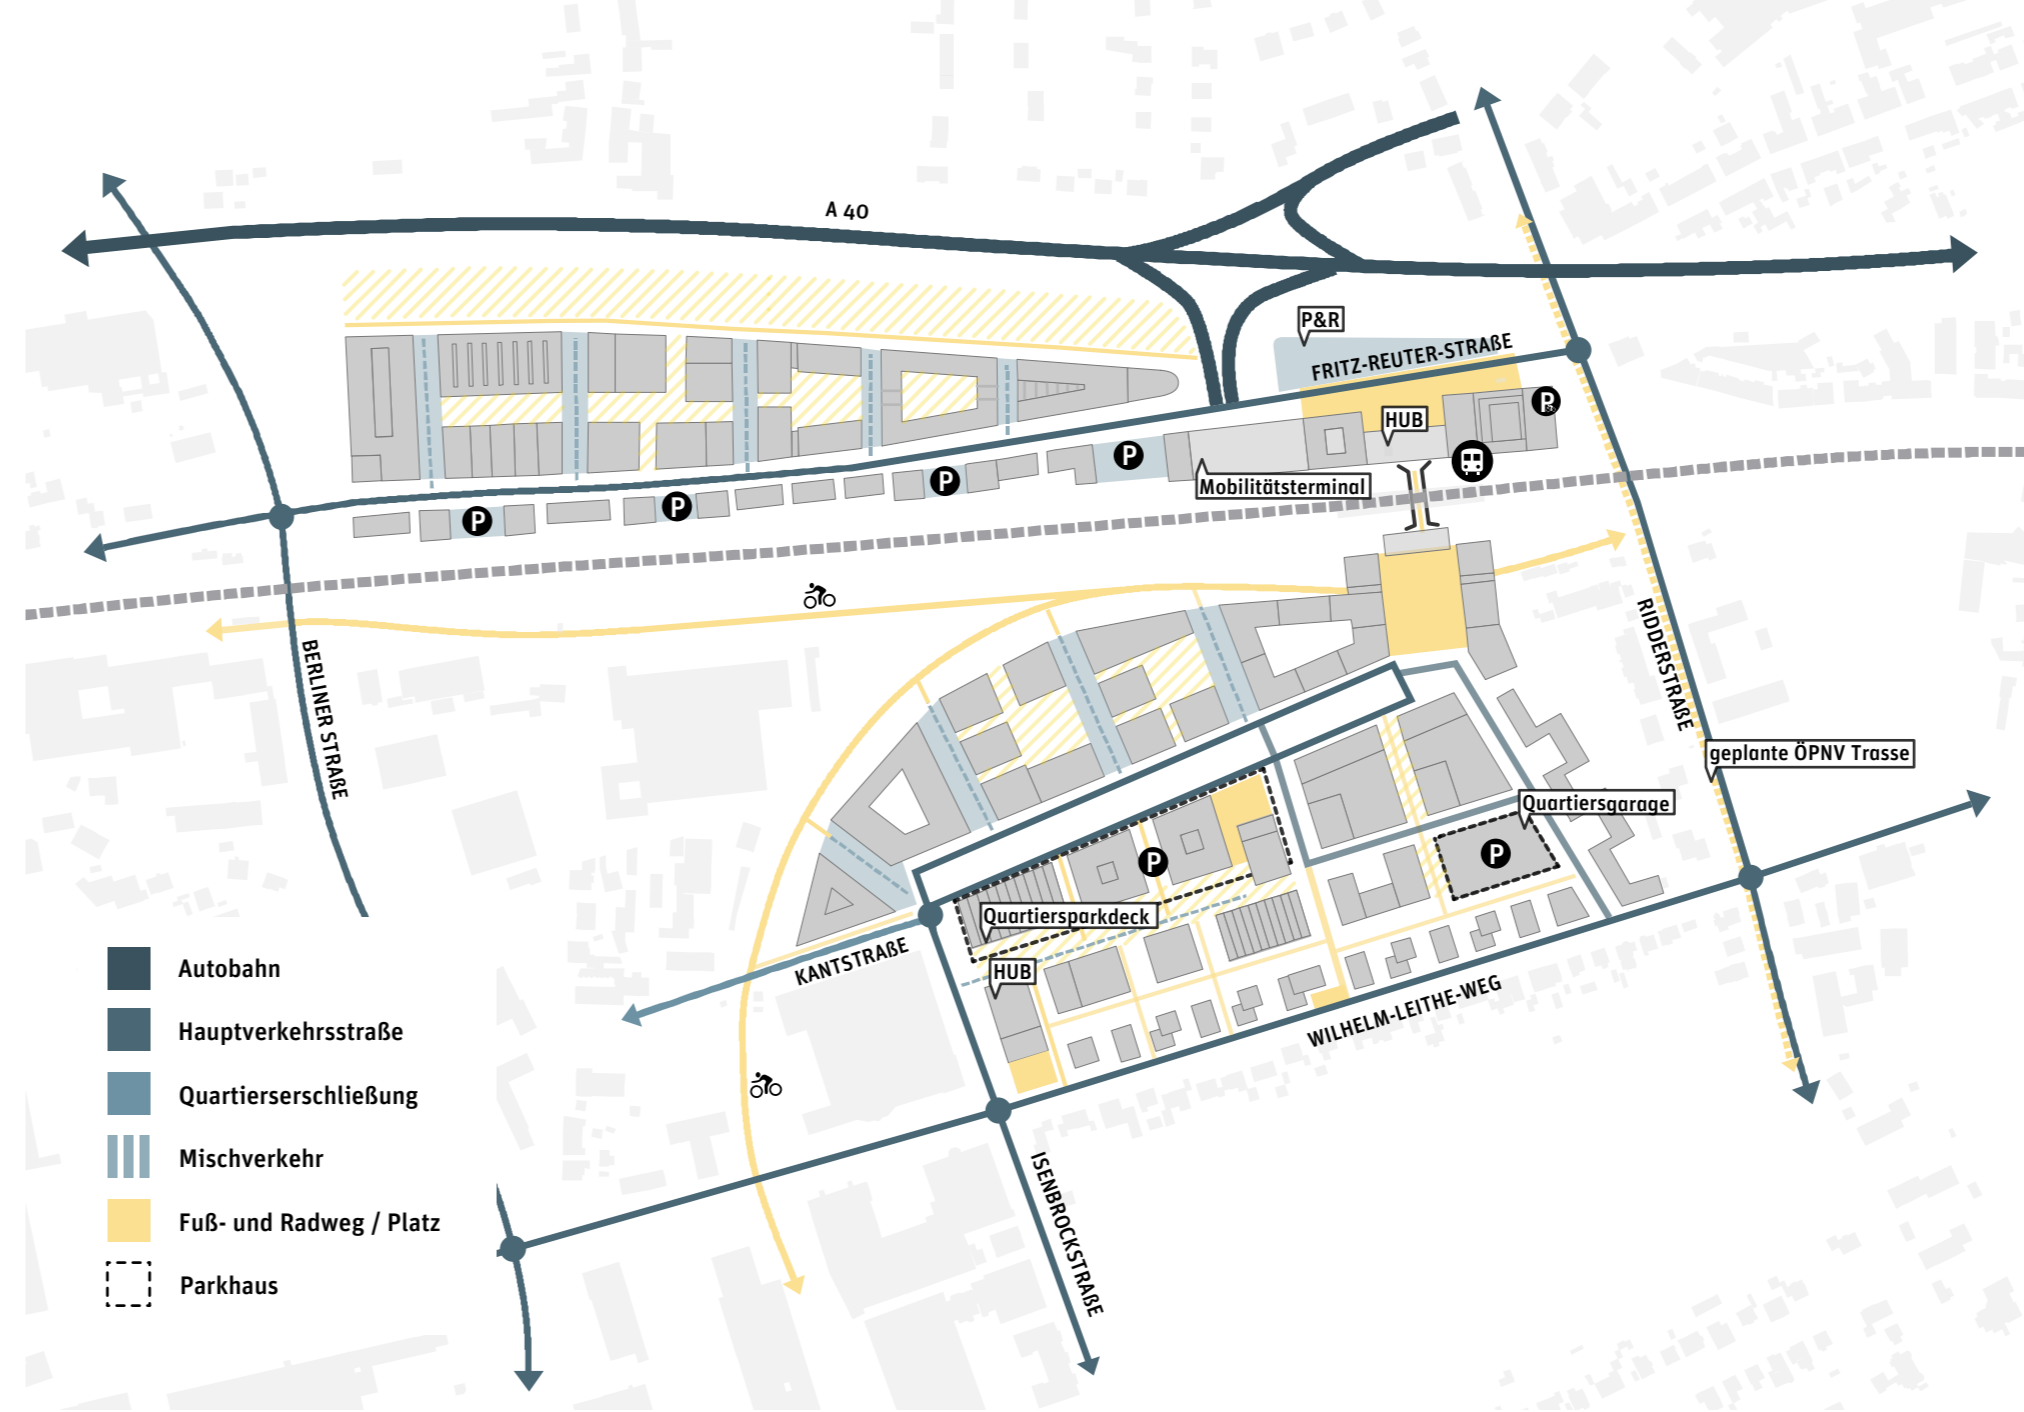 A 40
P&R
FRITZ-REUTER-STRAßE
P
HUB
P
Mobilitätsterminal
P
P
P
BERLINER STRAßE
RIDDERSTRAßE
geplante ÖPNV Trasse
Quartiersgarage
P
P
Quartiersparkdeck
KANTSTRAßE
HUB
WILHELM-LEITHE-WEG
ISENBROCKSTRAßE
Autobahn
Hauptverkehrsstraße
Quartierserschließung
Mischverkehr
Fuß- und Radweg / Platz
Parkhaus